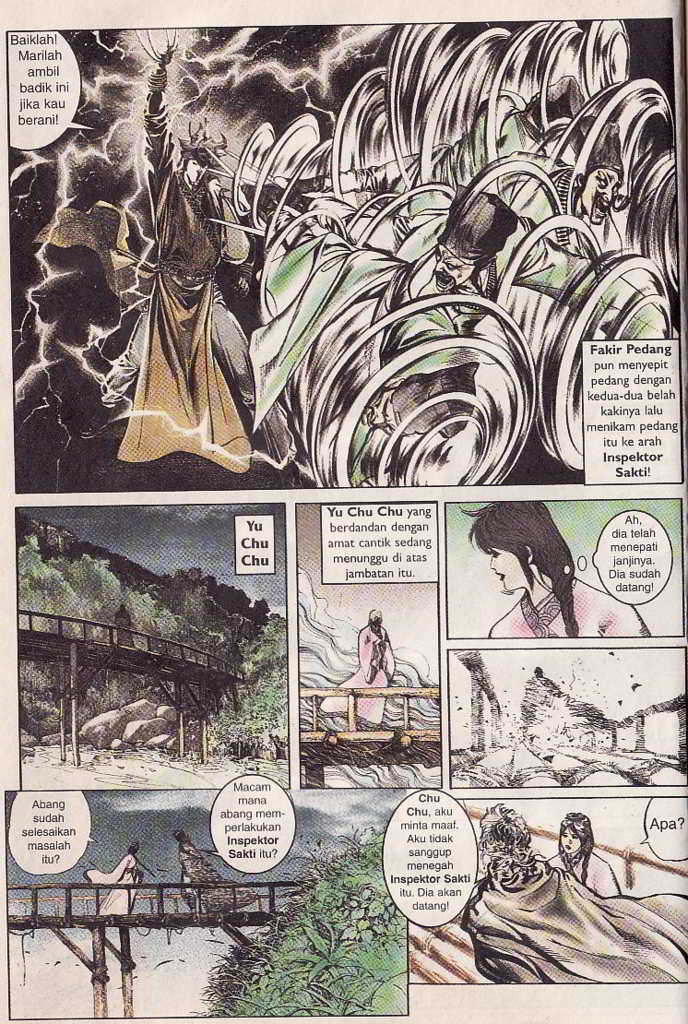 Baiklah!
Marilah
ambil
badik ini
jika kau
berani!
Fakir Pedang
pun menyepit
pedang dengan
kedua-dua belah
kakinya lalu
menikam pedang
itu ke arah
Inspektor
Sakti!
Yu
Chu
Chu
Yu Chu Chu yang
berdandan dengan
amat cantik sedang
menunggu di atas
jambatan itu.
Ah,
dia telah
menepati
janjinya.
Dia sudah
datang!
Abang
sudah
selesaikan
masalah
itu?
Macam
mana
abang mem-
perlakukan
Inspektor
Sakti itu?
Chu
Chu, aku
minta maaf.
Aku tidak
sanggup
menegah
Inspektor Sakti
itu. Dia akan
datang!
Apa?